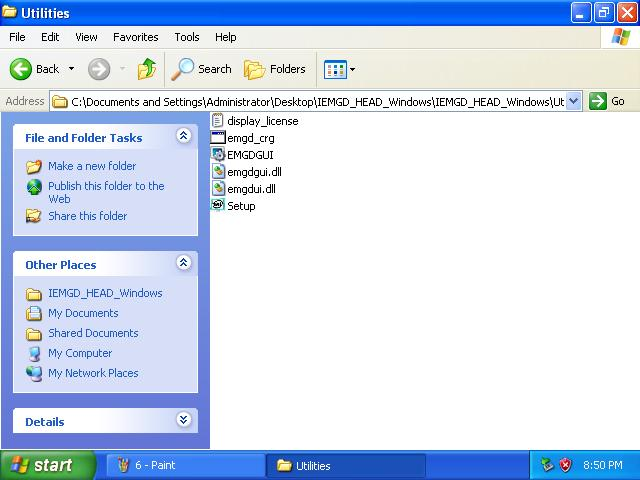 Utilities
File Edit View Favorites Tools Help
Back Search Folders
Address C:\Documents and Settings\Administrator\Desktop\IEMGD_HEAD_Windows\IEMGD_HEAD_Windows\Ut Go
File and Folder Tasks
Make a new folder
Publish this folder to the
Web
Share this folder
Other Places
IEMGD_HEAD_Windows
My Documents
Shared Documents
My Computer
My Network Places
Details
display_license
emgd_crg
EMGDGUI
emgdgui.dll
emgdui.dll
Setup
start 6 - Paint Utilities 8:50 PM